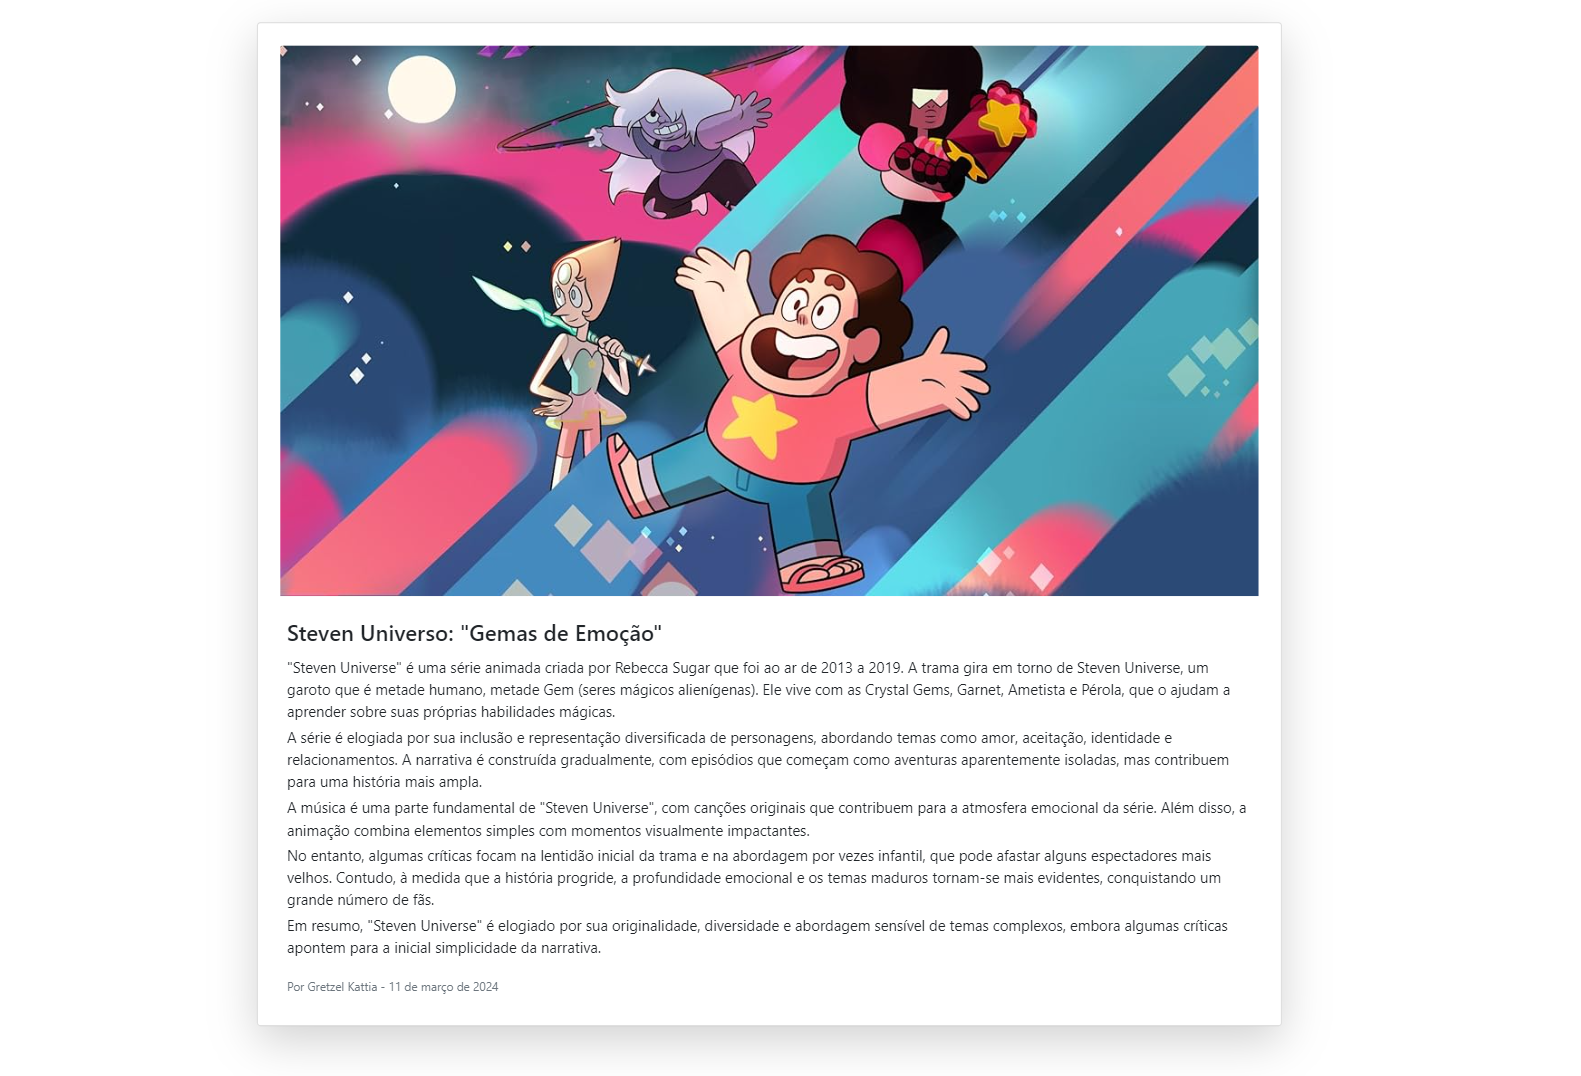 Steven Universo: "Gemas de Emoção"
"Steven Universe" é uma série animada criada por Rebecca Sugar que foi ao ar de 2013 a 2019. A trama gira em torno de Steven Universe, um
garoto que é metade humano, metade Gem (seres mágicos alienígenas). Ele vive com as Crystal Gems, Garnet, Ametista e Pérola, que o ajudam a
aprender sobre suas próprias habilidades mágicas.
A série é elogiada por sua inclusão e representação diversificada de personagens, abordando temas como amor, aceitação, identidade e
relacionamentos. A narrativa é construída gradualmente, com episódios que começam como aventuras aparentemente isoladas, mas contribuem
para uma história mais ampla.
A música é uma parte fundamental de "Steven Universe", com canções originais que contribuem para a atmosfera emocional da série. Além disso, a
animação combina elementos simples com momentos visualmente impactantes.
No entanto, algumas críticas focam na lentidão inicial da trama e na abordagem por vezes infantil, que pode afastar alguns espectadores mais
velhos. Contudo, à medida que a história progride, a profundidade emocional e os temas maduros tornam-se mais evidentes, conquistando um
grande número de fãs.
Em resumo, "Steven Universe" é elogiado por sua originalidade, diversidade e abordagem sensível de temas complexos, embora algumas críticas
apontem para a inicial simplicidade da narrativa.
Por Gretzel Kattia - 11 de março de 2024